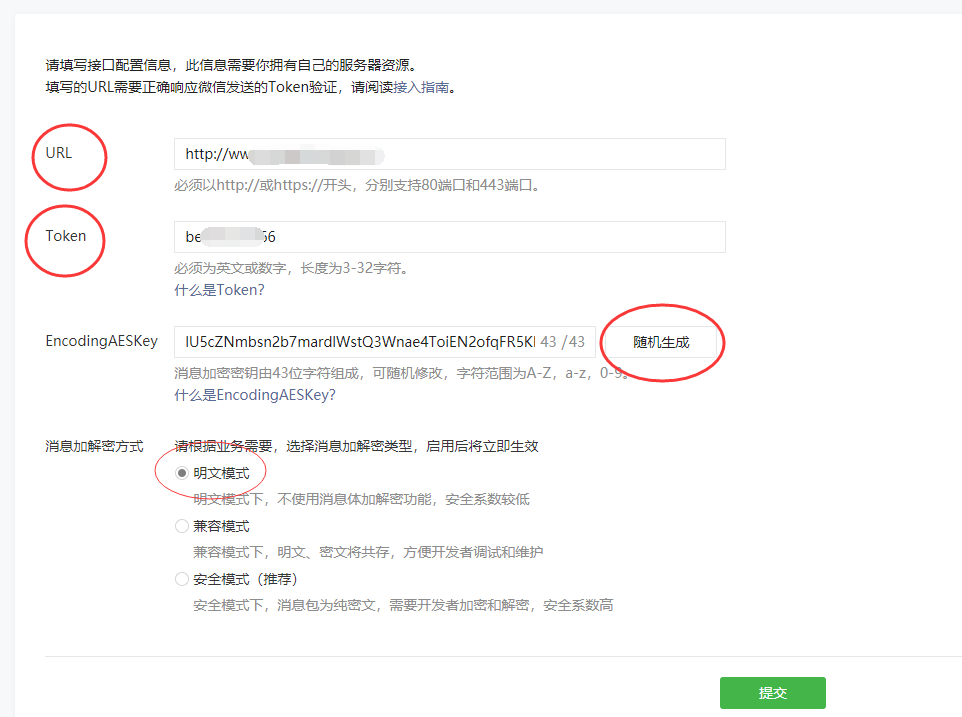 请填写接口配置信息，此信息需要你拥有自己的服务器资源。
填写的URL需要正确响应微信发送的Token验证，请阅读接入指南。
URL
http://ww
必须以http://或https://开头，分别支持80端口和443端口。
Token
be 66
必须为英文或数字，长度为3-32字符。
什么是Token?
EncodingAESKey
IU5cZNmbsn2b7mardIWstQ3Wnae4ToiEN2ofqFR5K 43 /43
随机生成
消息加密密钥由43位字符组成，可随机修改，字符范围为A-Z，a-z，0-9。
什么是EncodingAESKey?
消息加解密方式
请根据业务需要，选择消息加解密类型，启用后将立即生效
明文模式
明文模式下，不使用消息体加解密功能，安全系数较低
兼容模式
兼容模式下，明文、密文将共存，方便开发者调试和维护
安全模式（推荐）
安全模式下，消息包为纯密文，需要开发者加密和解密，安全系数高
提交